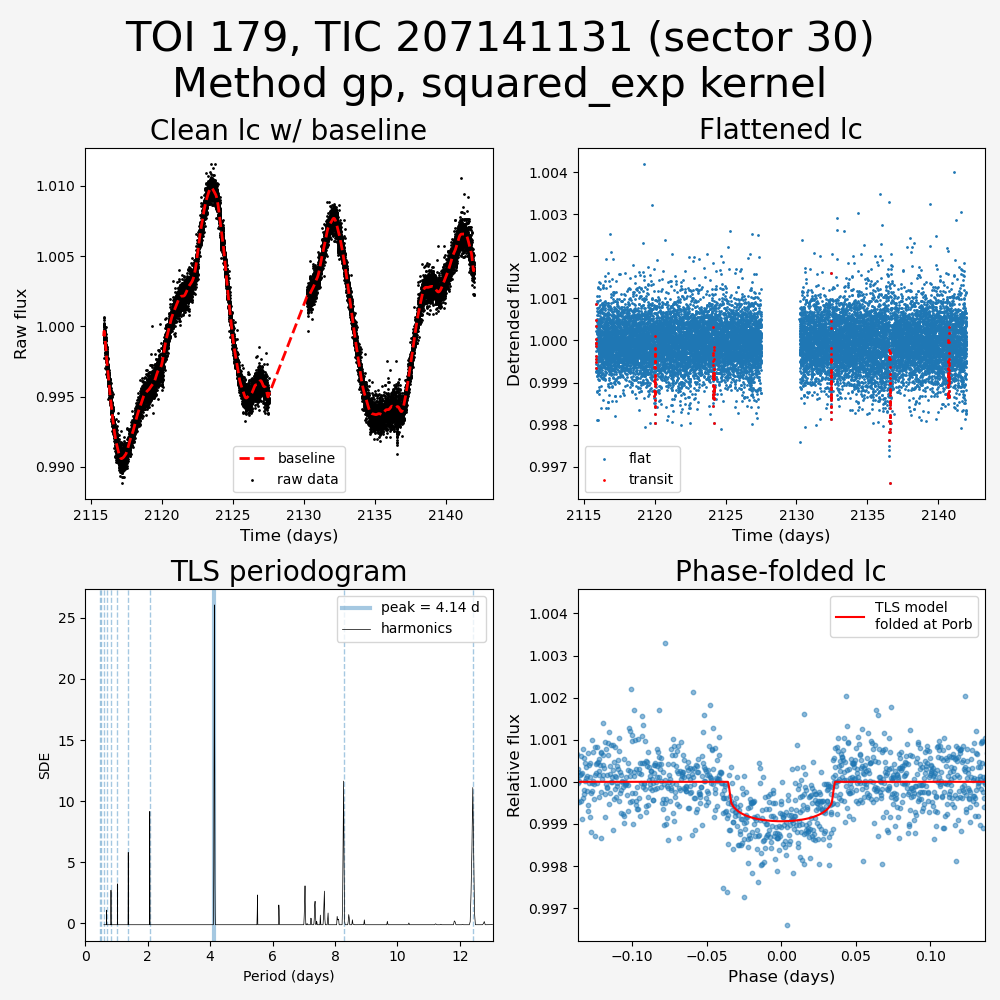 TOI 179, TIC 207141131 (sector 30)
Method gp, squared_exp kernel
Clean lc w/ baseline
Raw flux
1.010
1.005
1.000
0.995
0.990
baseline
raw data
2115 2120 2125 2130 2135 2140
Time (days)
Flattened lc
Detrended flux
1.004
1.003
1.002
1.001
1.000
0.999
0.998
0.997
flat
transit
2115 2120 2125 2130 2135 2140
Time (days)
TLS periodogram
SDE
25
20
15
10
5
0
peak = 4.14 d
harmonics
0 2 4 6 8 10 12
Period (days)
Phase-folded lc
Relative flux
1.004
1.003
1.002
1.001
1.000
0.999
0.998
0.997
TLS model
folded at Porb
−0.10 −0.05 0.00 0.05 0.10
Phase (days)